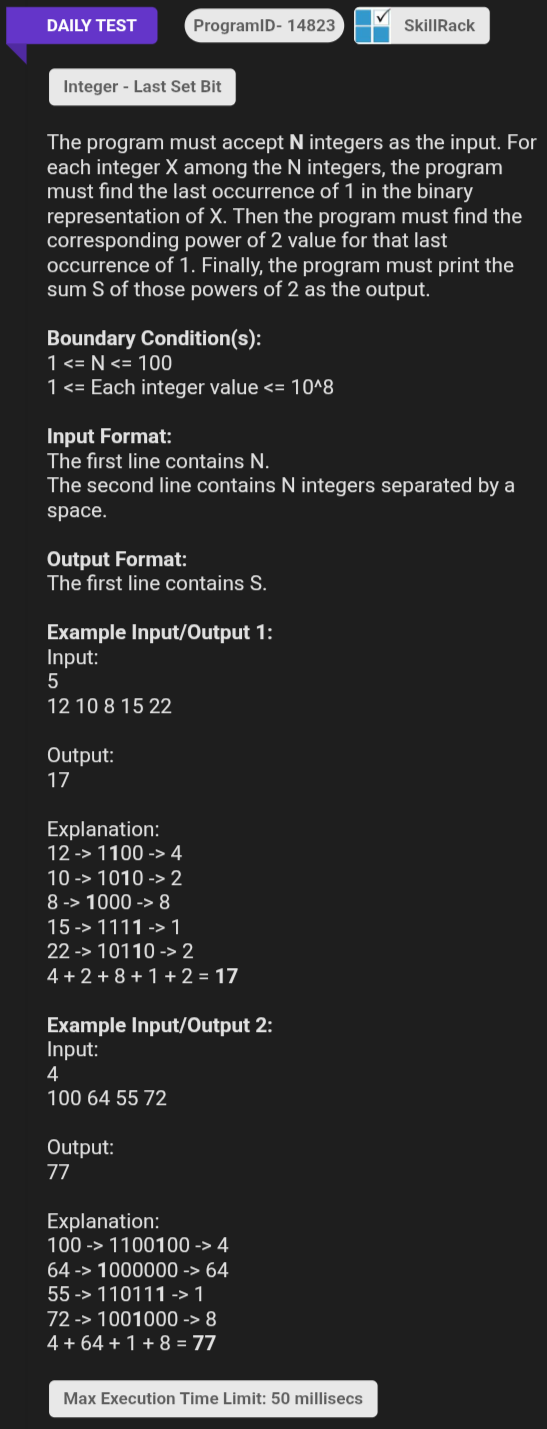 DAILY TEST
ProgramID- 14823
SkillRack
Integer - Last Set Bit
The program must accept N integers as the input. For
each integer X among the N integers, the program
must find the last occurrence of 1 in the binary
representation of X. Then the program must find the
corresponding power of 2 value for that last
occurrence of 1. Finally, the program must print the
sum S of those powers of 2 as the output.
Boundary Condition(s):
1 <= N <= 100
1 <= Each integer value <= 10^8
Input Format:
The first line contains N.
The second line contains N integers separated by a
space.
Output Format:
The first line contains S.
Example Input/Output 1:
Input:
5
12 10 8 15 22
Output:
17
Explanation:
12 -> 1100 -> 4
10 -> 1010 -> 2
8 -> 1000 -> 8
15 -> 1111 -> 1
22 -> 10110 -> 2
4 + 2 + 8 + 1 + 2 = 17
Example Input/Output 2:
Input:
4
100 64 55 72
Output:
77
Explanation:
100 -> 1100100 -> 4
64 -> 1000000 -> 64
55 -> 110111 -> 1
72 -> 1001000 -> 8
4 + 64 + 1 + 8 = 77
Max Execution Time Limit: 50 millisecs